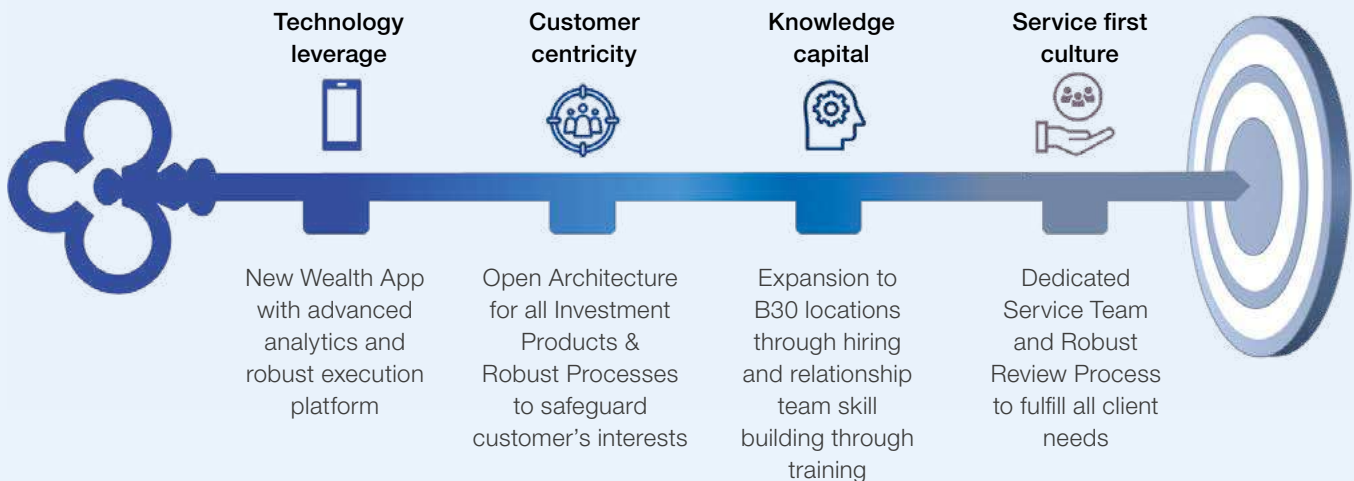 Technology
leverage
Customer
centricity
Knowledge
capital
Service first
culture
New Wealth App
with advanced
analytics and
robust execution
platform
Open Architecture
for all Investment
Products &
Robust Processes
to safeguard
customer's interests
Expansion to
B30 locations
through hiring
and relationship
team skill
building through
training
Dedicated
Service Team
and Robust
Review Process
to fulfill all client
needs